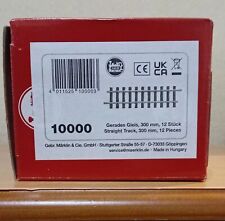 LGB
CE
UK
CA
4 011525 100003
10000
Gerades Gleis, 300 mm, 12 Stück
Straight Track, 300 mm, 12 Pieces
Gebr. Märklin & Cie. GmbH · Stuttgarter Straße 55-57 · D-73033 Göppingen
service@maerklin.de · Made in Hungary